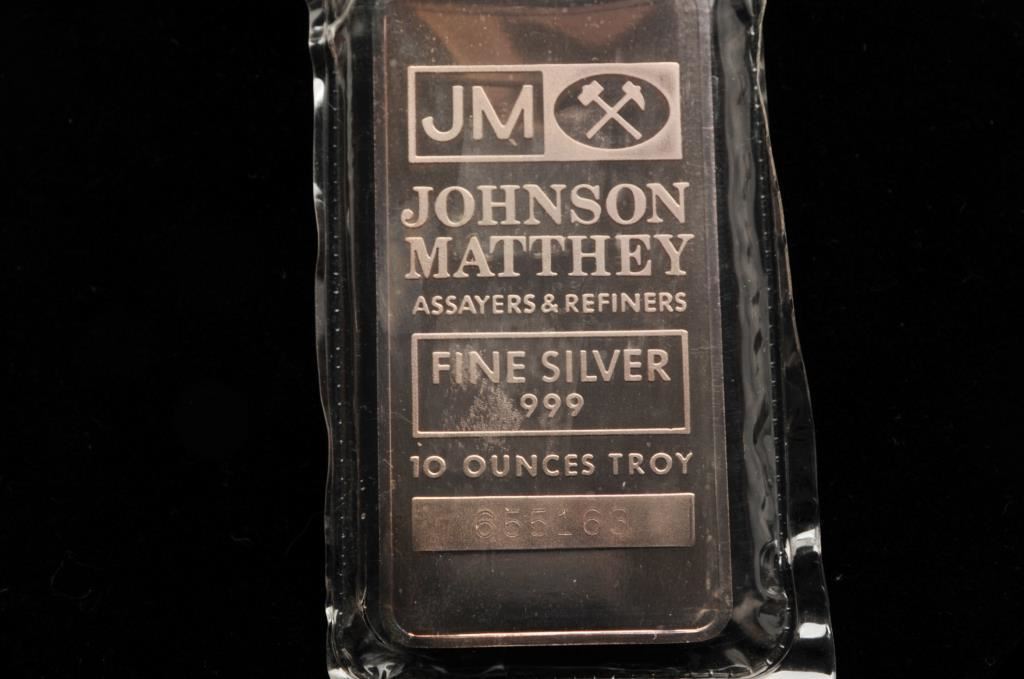 JM
JOHNSON
MATTHEY
ASSAYERS & REFINERS
FINE SILVER
999
10 OUNCES TROY
655163